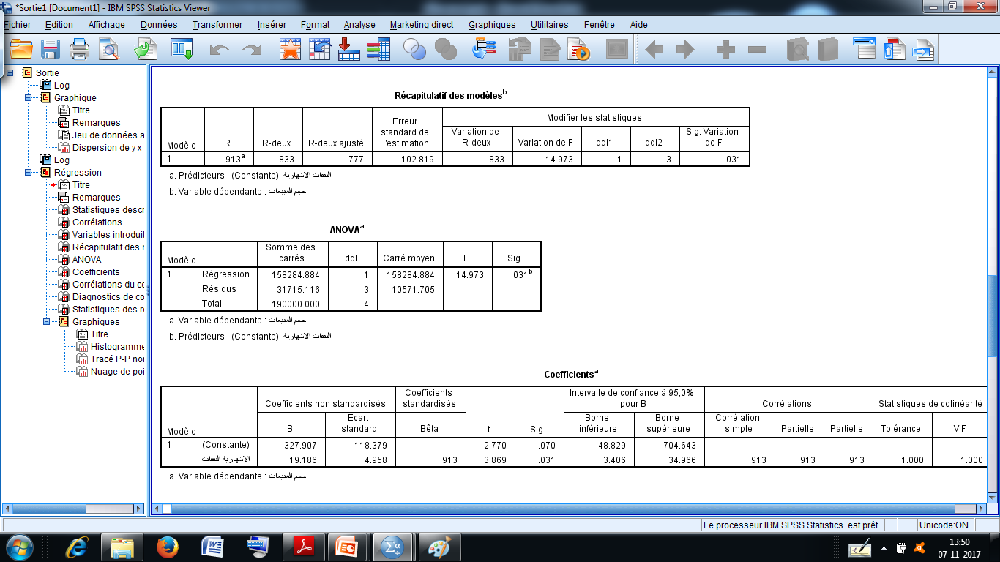 *Sortie1 [Document1] - IBM SPSS Statistics Viewer
Fichier Edition Affichage Données Transformer Insérer Format Analyse Marketing direct Graphiques Utilitaires Fenêtre Aide
Sortie
Log
Graphique
Titre
Remarques
Jeu de données a
Dispersion de y x
Log
Régression
Titre
Remarques
Statistiques descr
Corrélations
Variables introduit
Récapitulatif des r
ANOVA
Coefficients
Corrélations du co
Diagnostics de co
Statistiques des r
Graphiques
Titre
Histogramme
Tracé P-P nor
Nuage de poi
Récapitulatif des modèles b
Modèle R R-deux R-deux ajusté Erreur standard de l'estimation Modifier les statistiques
Variation de R-deux Variation de F ddl1 ddl2 Sig. Variation de F
1 .913a .833 .777 102.819 .833 14.973 1 3 .031
a. Prédicteurs : (Constante), النفقات الاشهارية
b. Variable dépendante : حجم المبيعات
ANOVAa
Modèle Somme des carrés ddl Carré moyen F Sig.
1 Régression 158284.884 1 158284.884 14.973 .031b
Résidus 31715.116 3 10571.705
Total 190000.000 4
a. Variable dépendante : حجم المبيعات
b. Prédicteurs : (Constante), النفقات الاشهارية
Coefficientsa
Modèle Coefficients non standardisés Coefficients standardisés t Sig. Intervalle de confiance à 95,0% pour B Corrélations Statistiques de colinéarité
B Ecart standard Bêta Borne inférieure Borne supérieure Corrélation simple Partielle Partielle Tolérance VIF
1 (Constante) 327.907 118.379 2.770 .070 -48.829 704.643
الاشهارية النفقات 19.186 4.958 .913 3.869 .031 3.406 34.966 .913 .913 .913 1.000 1.000
a. Variable dépendante : حجم المبيعات
Le processeur IBM SPSS Statistics est prêt Unicode:ON
13:50
07-11-2017